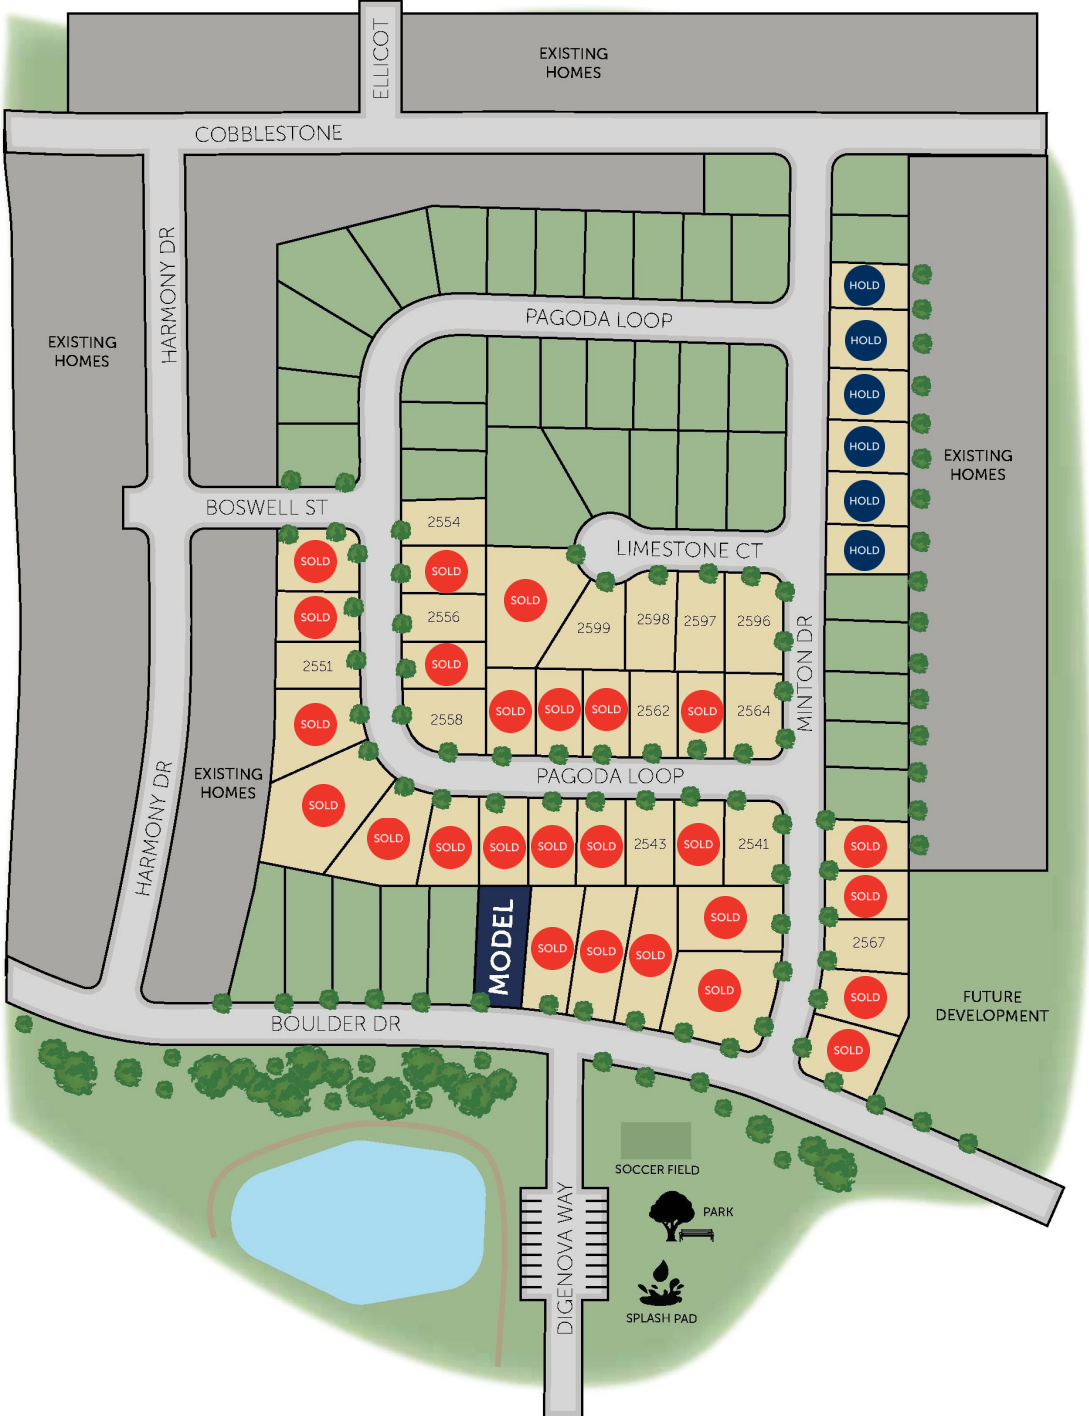 ELLICOT
EXISTING
HOMES
COBBLESTONE
HARMONY DR
HOLD
PAGODA LOOP
HOLD
EXISTING
HOMES
HOLD
HOLD
EXISTING
HOMES
HOLD
BOSWELL ST
2554
HOLD
LIMESTONE CT
SOLD
SOLD
SOLD
SOLD
2556
2599
2598
2597
2596
MINTON DR
2551
SOLD
SOLD
2558
SOLD
SOLD
SOLD
2562
SOLD
2564
HARMONY DR
EXISTING
HOMES
PAGODA LOOP
SOLD
SOLD
SOLD
SOLD
SOLD
SOLD
2543
SOLD
2541
SOLD
SOLD
MODEL
SOLD
SOLD
SOLD
SOLD
2567
SOLD
SOLD
FUTURE
DEVELOPMENT
BOULDER DR
SOLD
SOCCER FIELD
PARK
DIGENOVA WAY
SPLASH PAD